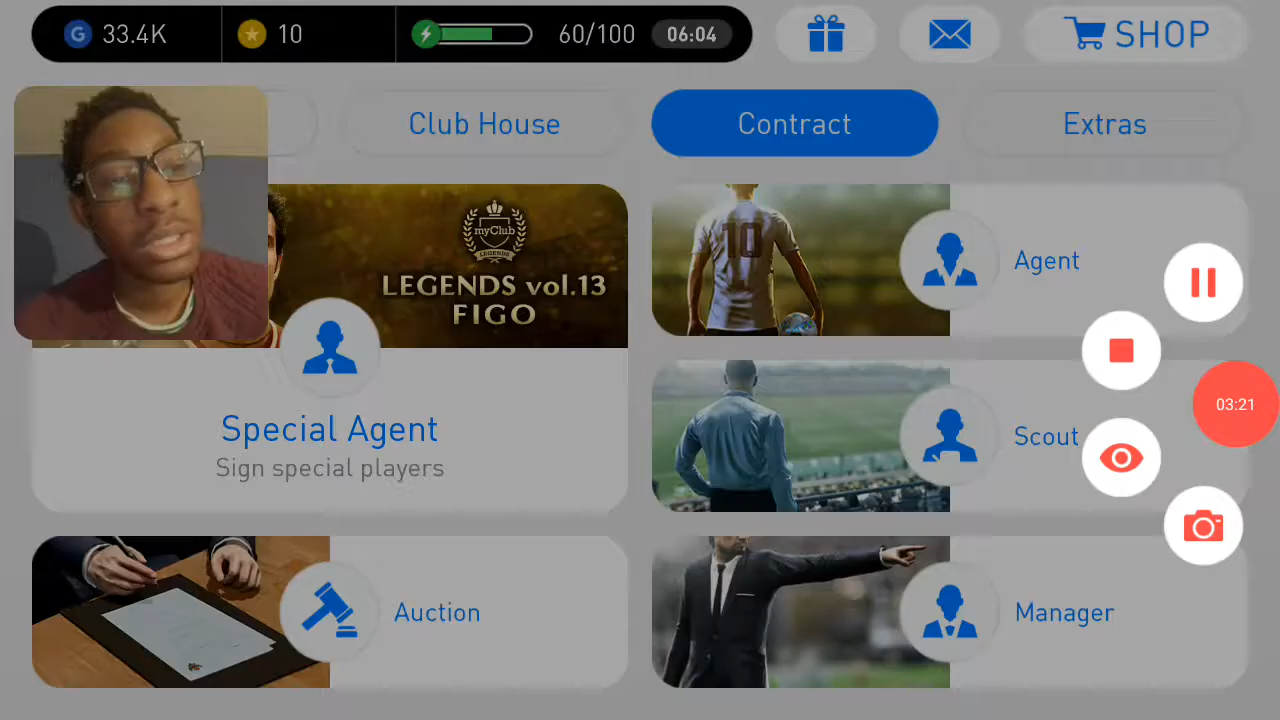 G 33.4K
10
60/100
06:04
SHOP
Club House
Contract
Extras
myClub
LEGENDS
LEGENDS vol.13
FIGO
Special Agent
Sign special players
10
Agent
Scout
03:21
Auction
Manager